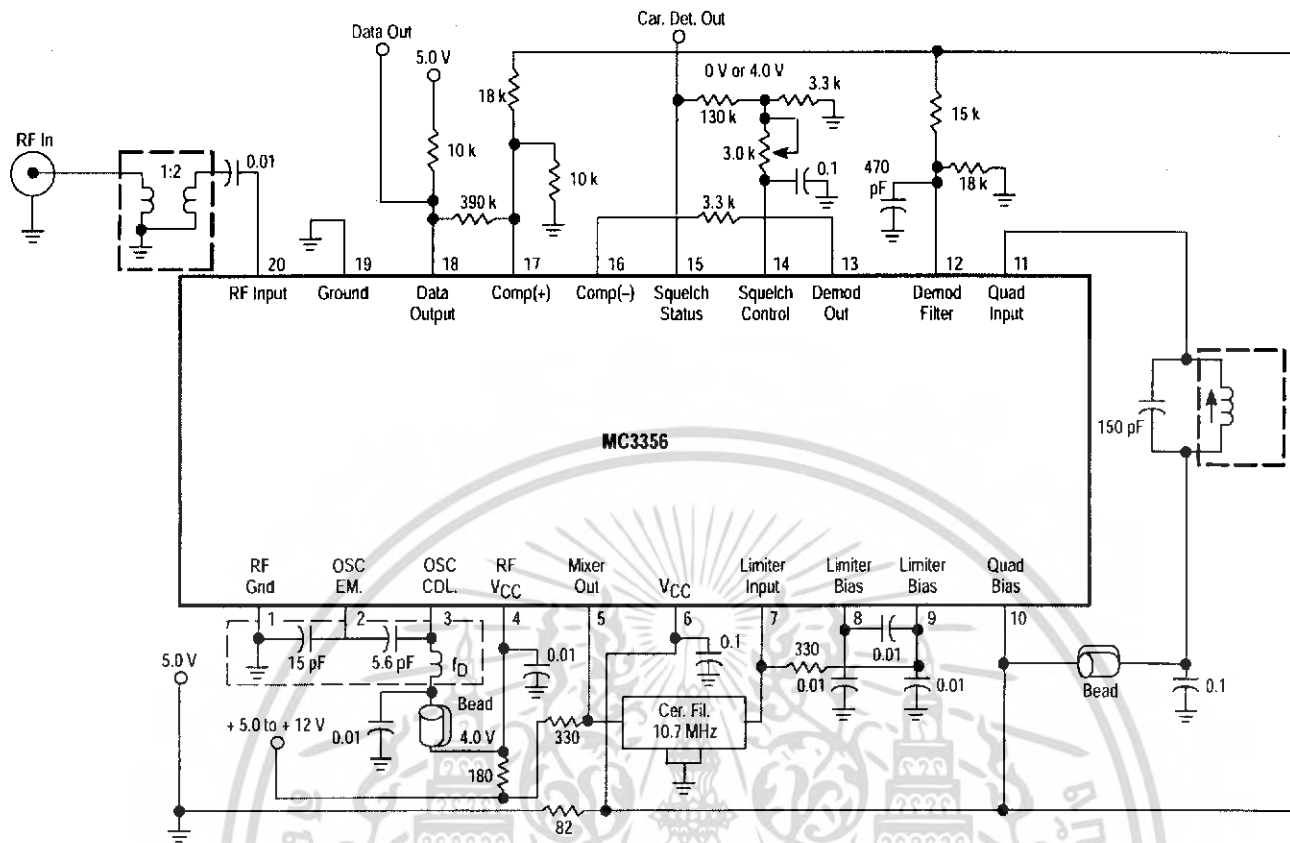 Car. Det. Out
Data Out
5.0 V
0 V or 4.0 V
18 k
3.3 k
130 k
15 k
RF In
1:2
0.01
10 k
10 k
3.0 k
0.1
470
pF
18 k
390 k
3.3 k
20 19 18 17 16 15 14 13 12 11
RF Input Ground Data Output Comp(+) Comp(–) Squelch Status Squelch Control Demod Out Demod Filter Quad Input
150 pF
MC3356
RF Gnd OSC EM. OSC CDL. RF VCC Mixer Out VCC Limiter Input Limiter Bias Limiter Bias Quad Bias
1 2 3 4 5 6 7 8 9 10
15 pF
5.6 pF
fD
0.01
0.1
330
0.01
0.01
0.01
5.0 V
Bead
Bead
0.1
+ 5.0 to + 12 V
0.01
4.0 V
330
Cer. Fil.
10.7 MHz
180
82